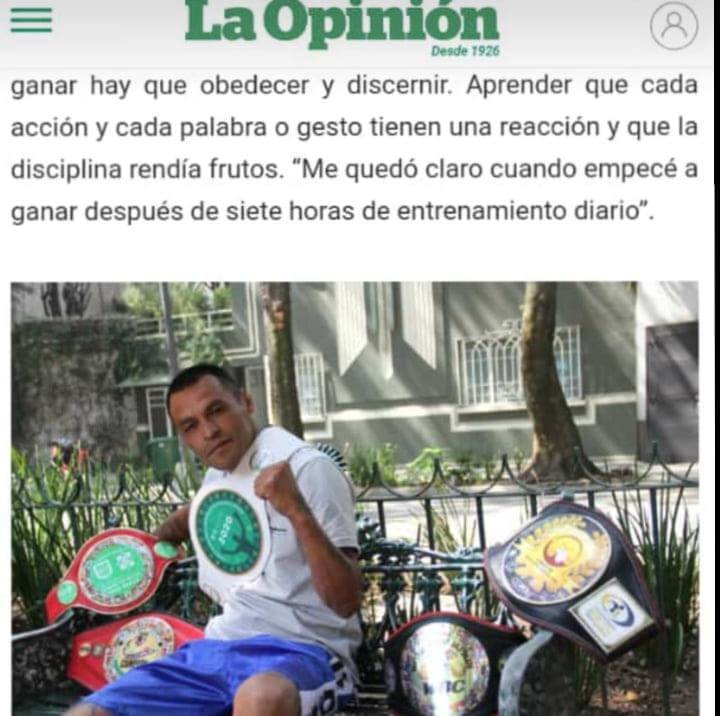 La Opinión
Desde 1926
ganar hay que obedecer y discernir. Aprender que cada
acción y cada palabra o gesto tienen una reacción y que la
disciplina rendía frutos. “Me quedó claro cuando empecé a
ganar después de siete horas de entrenamiento diario”.